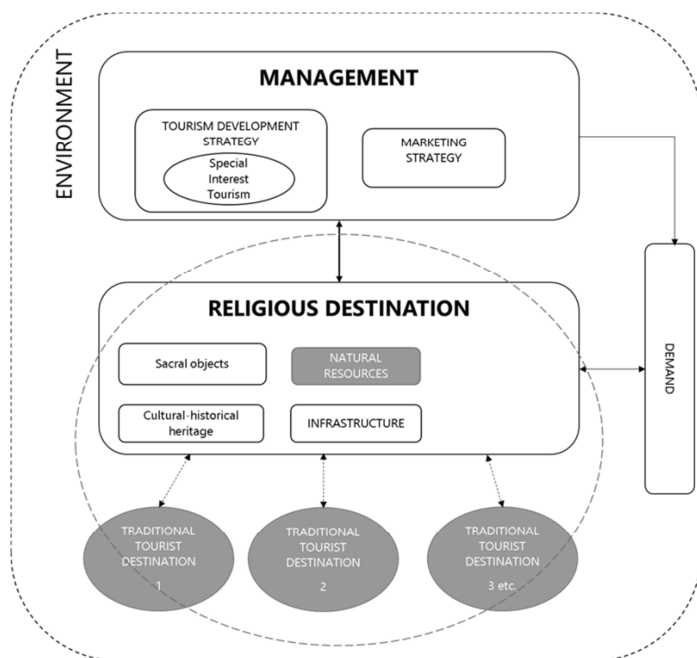 ENVIRONMENT
MANAGEMENT
TOURISM DEVELOPMENT
STRATEGY
Special
Interest
Tourism
MARKETING
STRATEGY
RELIGIOUS DESTINATION
Sacral objects
NATURAL
RESOURCES
Cultural-historical
heritage
INFRASTRUCTURE
DEMAND
TRADITIONAL
TOURIST
DESTINATION
1
TRADITIONAL
TOURIST
DESTINATION
2
TRADITIONAL
TOURIST
DESTINATION
3 etc.